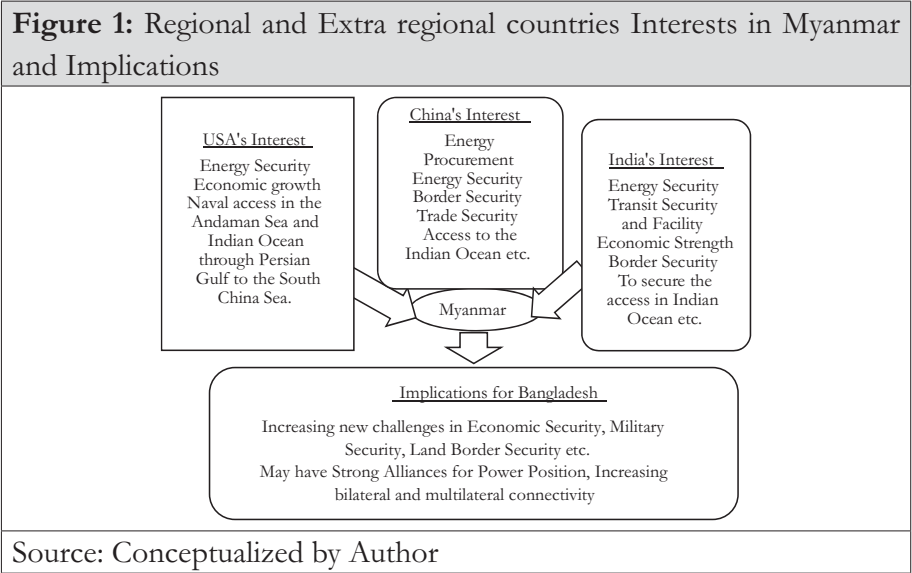 Figure 1: Regional and Extra regional countries Interests in Myanmar
and Implications
USA's Interest
Energy Security
Economic growth
Naval access in the
Andaman Sea and
Indian Ocean
through Persian
Gulf to the South
China Sea.
China's Interest
Energy
Procurement
Energy Security
Border Security
Trade Security
Access to the
Indian Ocean etc.
India's Interest
Energy Security
Transit Security
and Facility
Economic Strength
Border Security
To secure the
access in Indian
Ocean etc.
Myanmar
Implications for Bangladesh
Increasing new challenges in Economic Security, Military
Security, Land Border Security etc.
May have Strong Alliances for Power Position, Increasing
bilateral and multilateral connectivity
Source: Conceptualized by Author